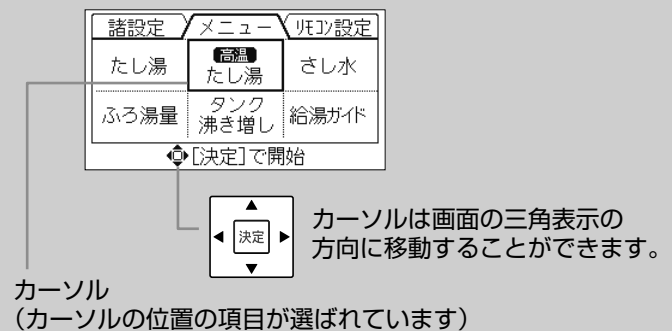 諸設定 メニュー リモコン設定
たし湯 高温 たし湯 さし水
ふろ湯量 タンク沸き増し 給湯ガイド
[決定]で開始
▲
◀ 決定 ▶
▼
カーソルは画面の三角表示の
方向に移動することができます。
カーソル
（カーソルの位置の項目が選ばれています）